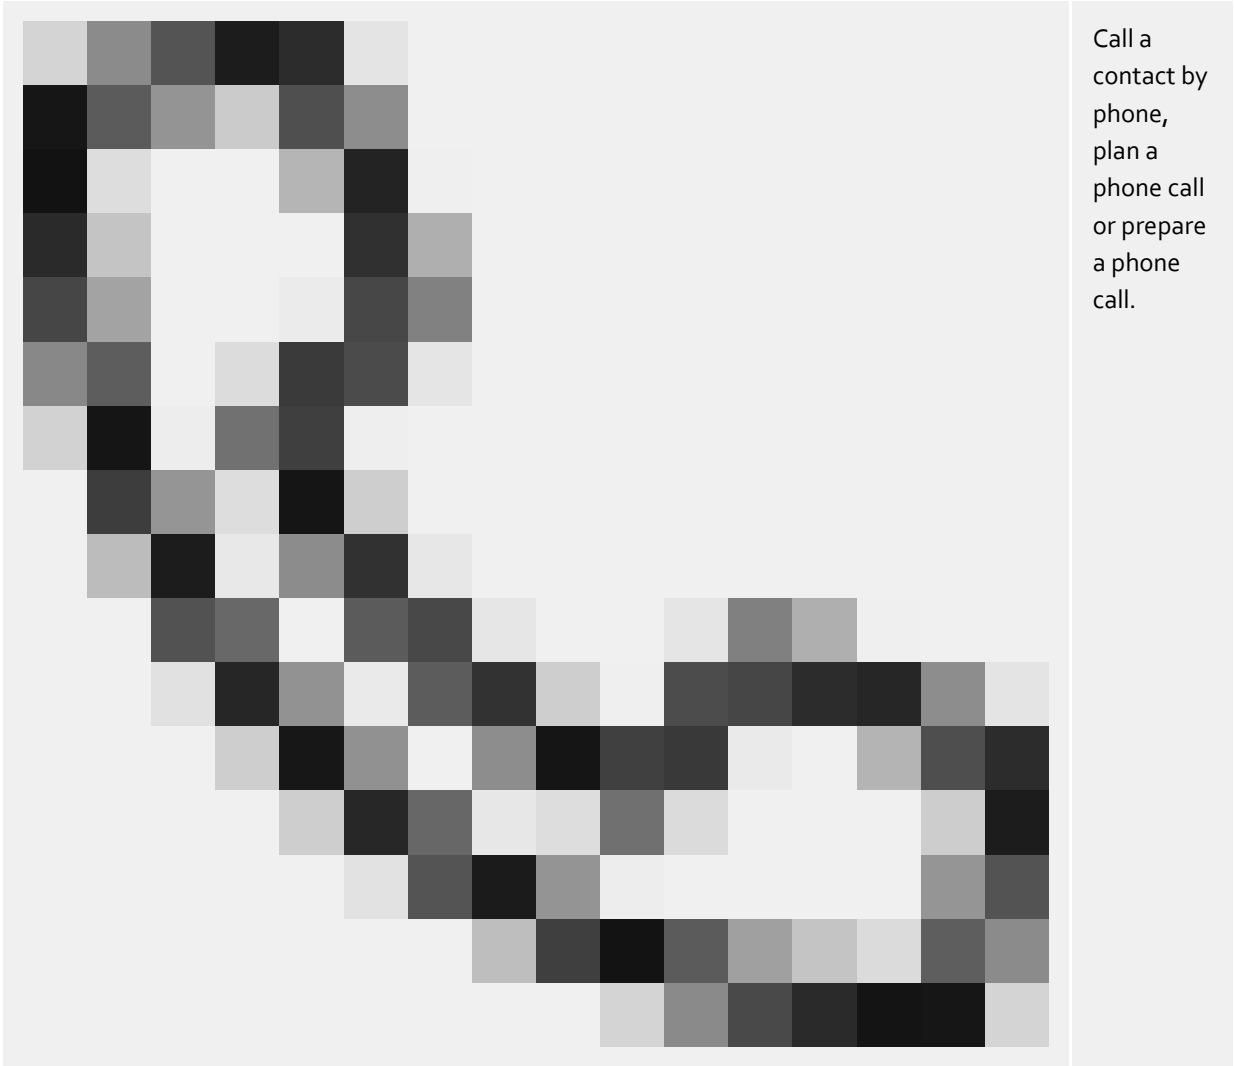 Call a
contact by
phone,
plan a
phone call
or prepare
a phone
call.